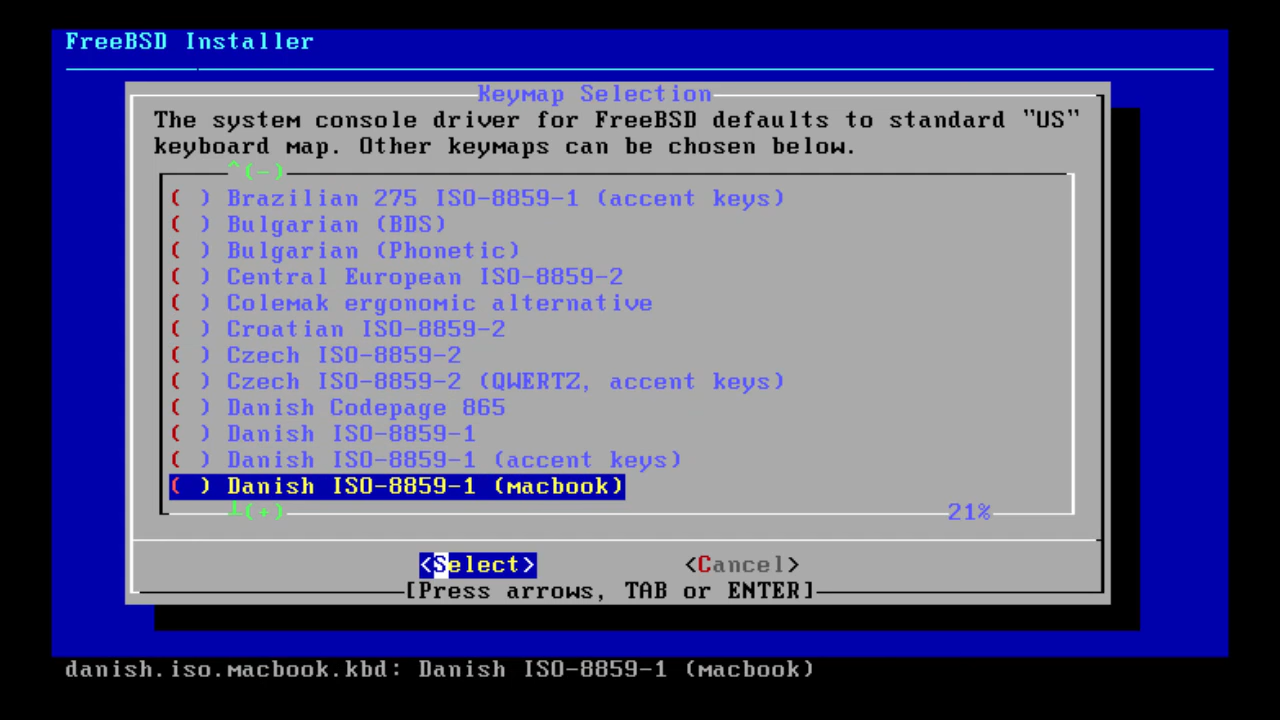 FreeBSD Installer
Keymap Selection
The system console driver for FreeBSD defaults to standard "US"
keyboard map. Other keymaps can be chosen below.
^(-)
( ) Brazilian 275 ISO-8859-1 (accent keys)
( ) Bulgarian (BDS)
( ) Bulgarian (Phonetic)
( ) Central European ISO-8859-2
( ) Colemak ergonomic alternative
( ) Croatian ISO-8859-2
( ) Czech ISO-8859-2
( ) Czech ISO-8859-2 (QWERTZ, accent keys)
( ) Danish Codepage 865
( ) Danish ISO-8859-1
( ) Danish ISO-8859-1 (accent keys)
( ) Danish ISO-8859-1 (macbook)
┴(+) 21%
<Select> <Cancel>
[Press arrows, TAB or ENTER]
danish.iso.macbook.kbd: Danish ISO-8859-1 (macbook)